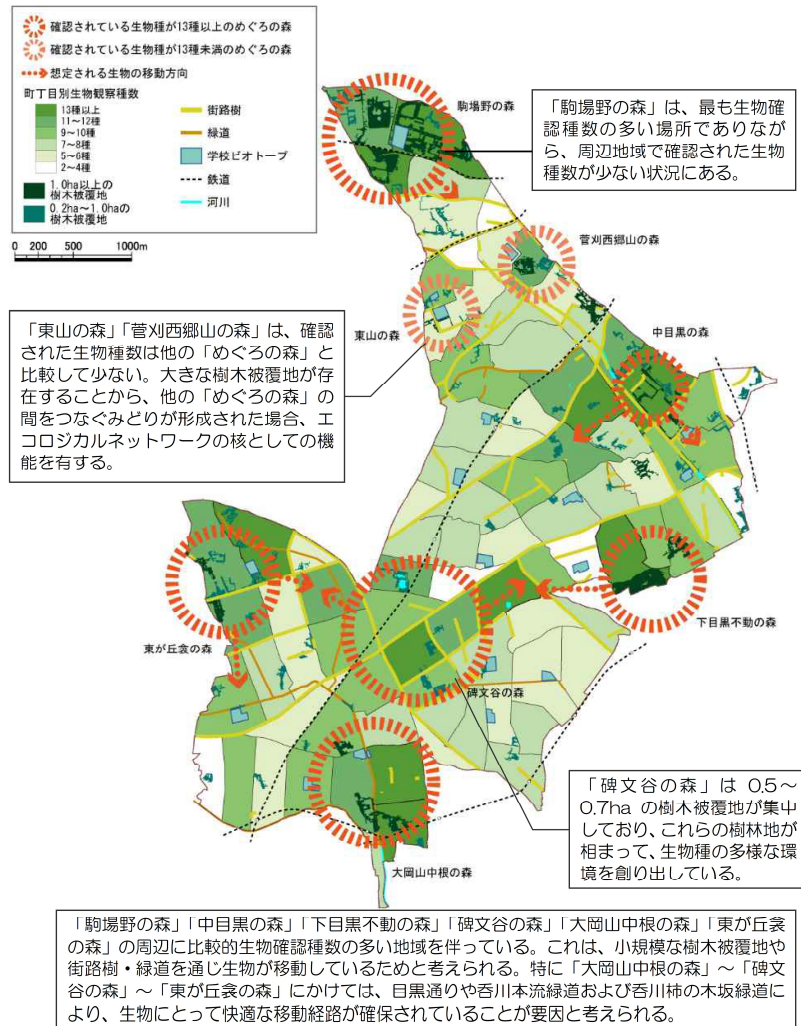 確認されている生物種が13種以上のめぐろの森
確認されている生物種が13種未満のめぐろの森
想定される生物の移動方向
町丁目別生物観察種数
13種以上
11〜12種
9〜10種
7〜8種
5〜6種
2〜4種
1.0ha以上の
樹木被覆地
0.2ha〜1.0haの
樹木被覆地
街路樹
緑道
学校ビオトープ
鉄道
河川
0 200 500 1000m
駒場野の森
「駒場野の森」は、最も生物確
認種数の多い場所でありなが
ら、周辺地域で確認された生物
種数が少ない状況にある。
菅刈西郷山の森
東山の森
中目黒の森
「東山の森」「菅刈西郷山の森」は、確認
された生物種数は他の「めぐろの森」と
比較して少ない。大きな樹木被覆地が存
在することから、他の「めぐろの森」の
間をつなぐみどりが形成された場合、エ
コロジカルネットワークの核としての機
能を有する。
下目黒不動の森
東が丘衾の森
碑文谷の森
「碑文谷の森」は 0.5〜
0.7ha の樹木被覆地が集中
しており、これらの樹林地が
相まって、生物種の多様な環
境を創り出している。
大岡山中根の森
「駒場野の森」「中目黒の森」「下目黒不動の森」「碑文谷の森」「大岡山中根の森」「東が丘衾
の森」の周辺に比較的生物確認種数の多い地域を伴っている。これは、小規模な樹木被覆地や
街路樹・緑道を通じ生物が移動しているためと考えられる。特に「大岡山中根の森」〜「碑文
谷の森」〜「東が丘衾の森」にかけては、目黒通りや呑川本流緑道および呑川柿の木坂緑道に
より、生物にとって快適な移動経路が確保されていることが要因と考えられる。